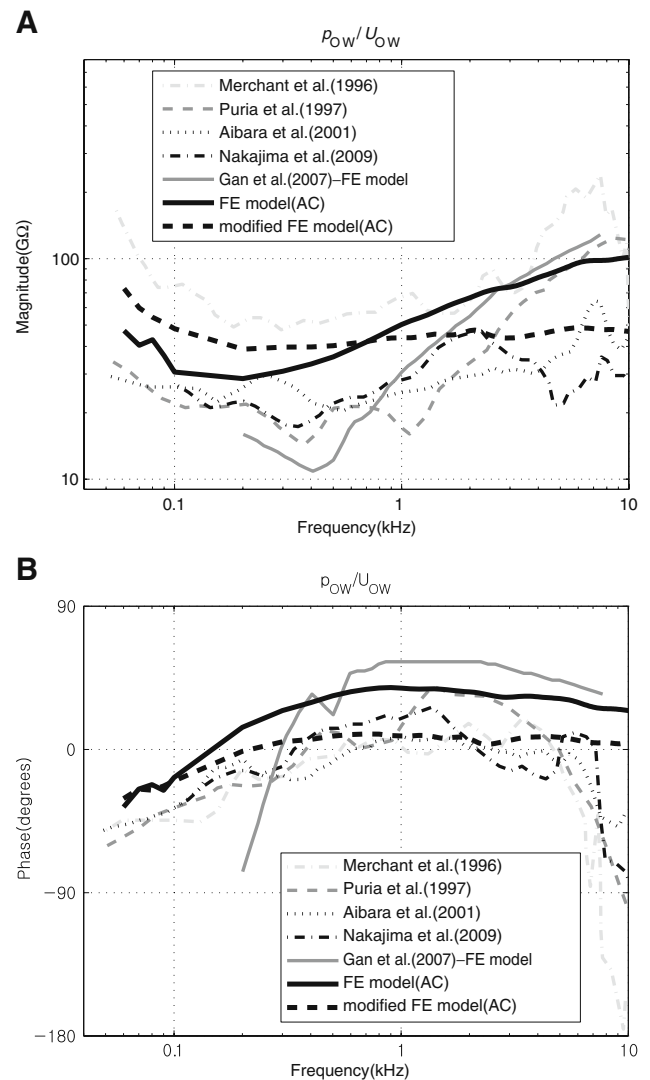 A
pOW/UOW
Merchant et al.(1996)
Puria et al.(1997)
Aibara et al.(2001)
Nakajima et al.(2009)
Gan et al.(2007)–FE model
FE model(AC)
modified FE model(AC)
Magnitude(GΩ)
100
10
0.1
1
10
Frequency(kHz)
B
pOW/UOW
90
0
−90
−180
Phase(degrees)
Merchant et al.(1996)
Puria et al.(1997)
Aibara et al.(2001)
Nakajima et al.(2009)
Gan et al.(2007)–FE model
FE model(AC)
modified FE model(AC)
0.1
1
10
Frequency(kHz)